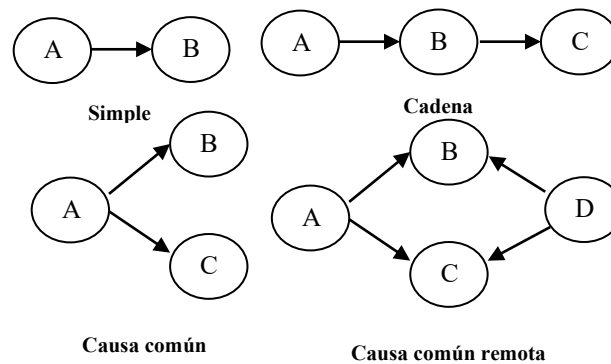 A B
A B C
Simple
Cadena
B
A
C
B
A D
C
Causa común
Causa común remota